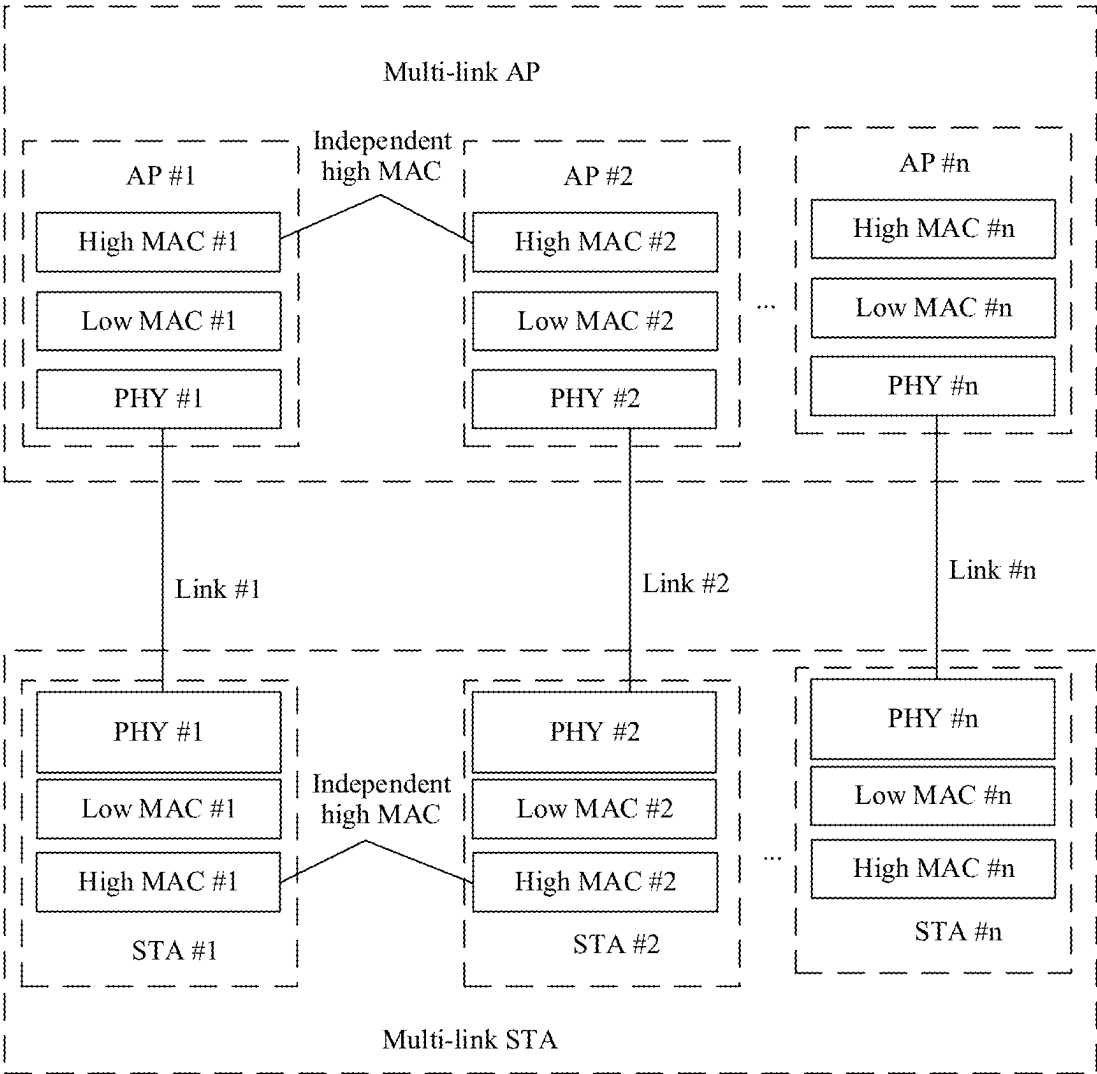 Multi-link AP
Independent
high MAC
AP #1
AP #2
AP #n
High MAC #1
High MAC #2
High MAC #n
Low MAC #1
Low MAC #2
...
Low MAC #n
PHY #1
PHY #2
PHY #n
Link #1
Link #2
Link #n
PHY #1
PHY #2
PHY #n
Independent
high MAC
Low MAC #1
Low MAC #2
Low MAC #n
High MAC #1
High MAC #2
...
High MAC #n
STA #1
STA #2
STA #n
Multi-link STA